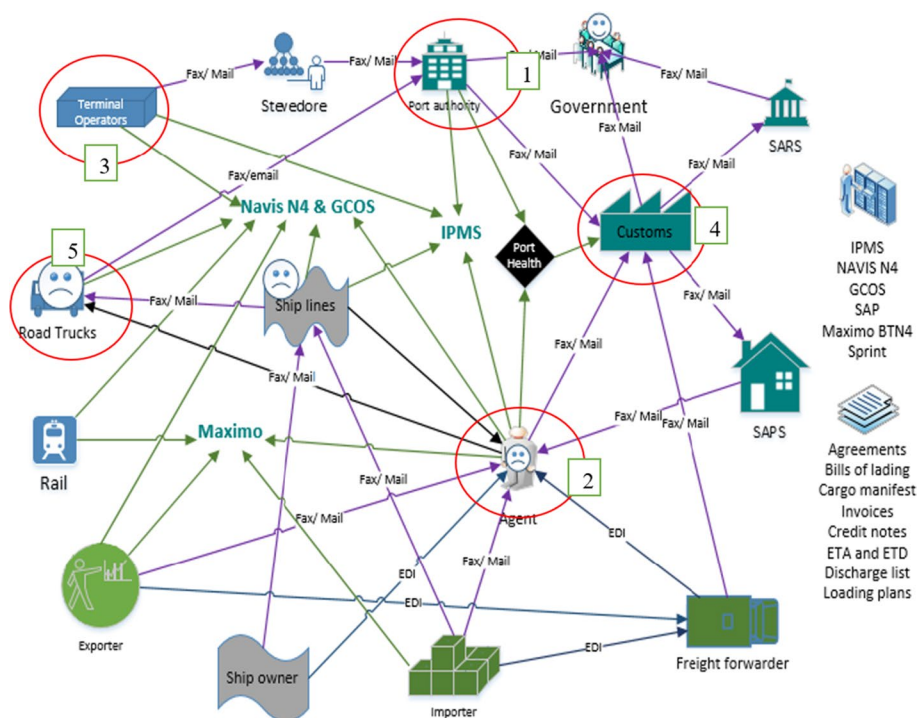 Fax/ Mail
Fax/ Mail
Fax/ Mail
1
Terminal
Operators
Stevedore
Port authority
Government
Fax Mail
SARS
3
Fax/ Mail
Fax/ Mail
Fax/email
Navis N4 & GCOS
IPMS
Customs
4
5
Port
Health
IPMS
NAVIS N4
GCOS
SAP
Maximo BTN4
Sprint
Fax/ Mail
Ship lines
Road Trucks
Fax/ Mail
Fax/ Mail
Fax/ Mail
Fax/ Mail
Fax/ Mail
SAPS
Maximo
Rail
Agreements
Bills of lading
Cargo manifest
Invoices
Credit notes
ETA and ETD
Discharge list
Loading plans
2
Agent
Fax/ Mail
Fax/ Mail
EDI
EDI
EDI
EDI
Exporter
Ship owner
Importer
Freight forwarder